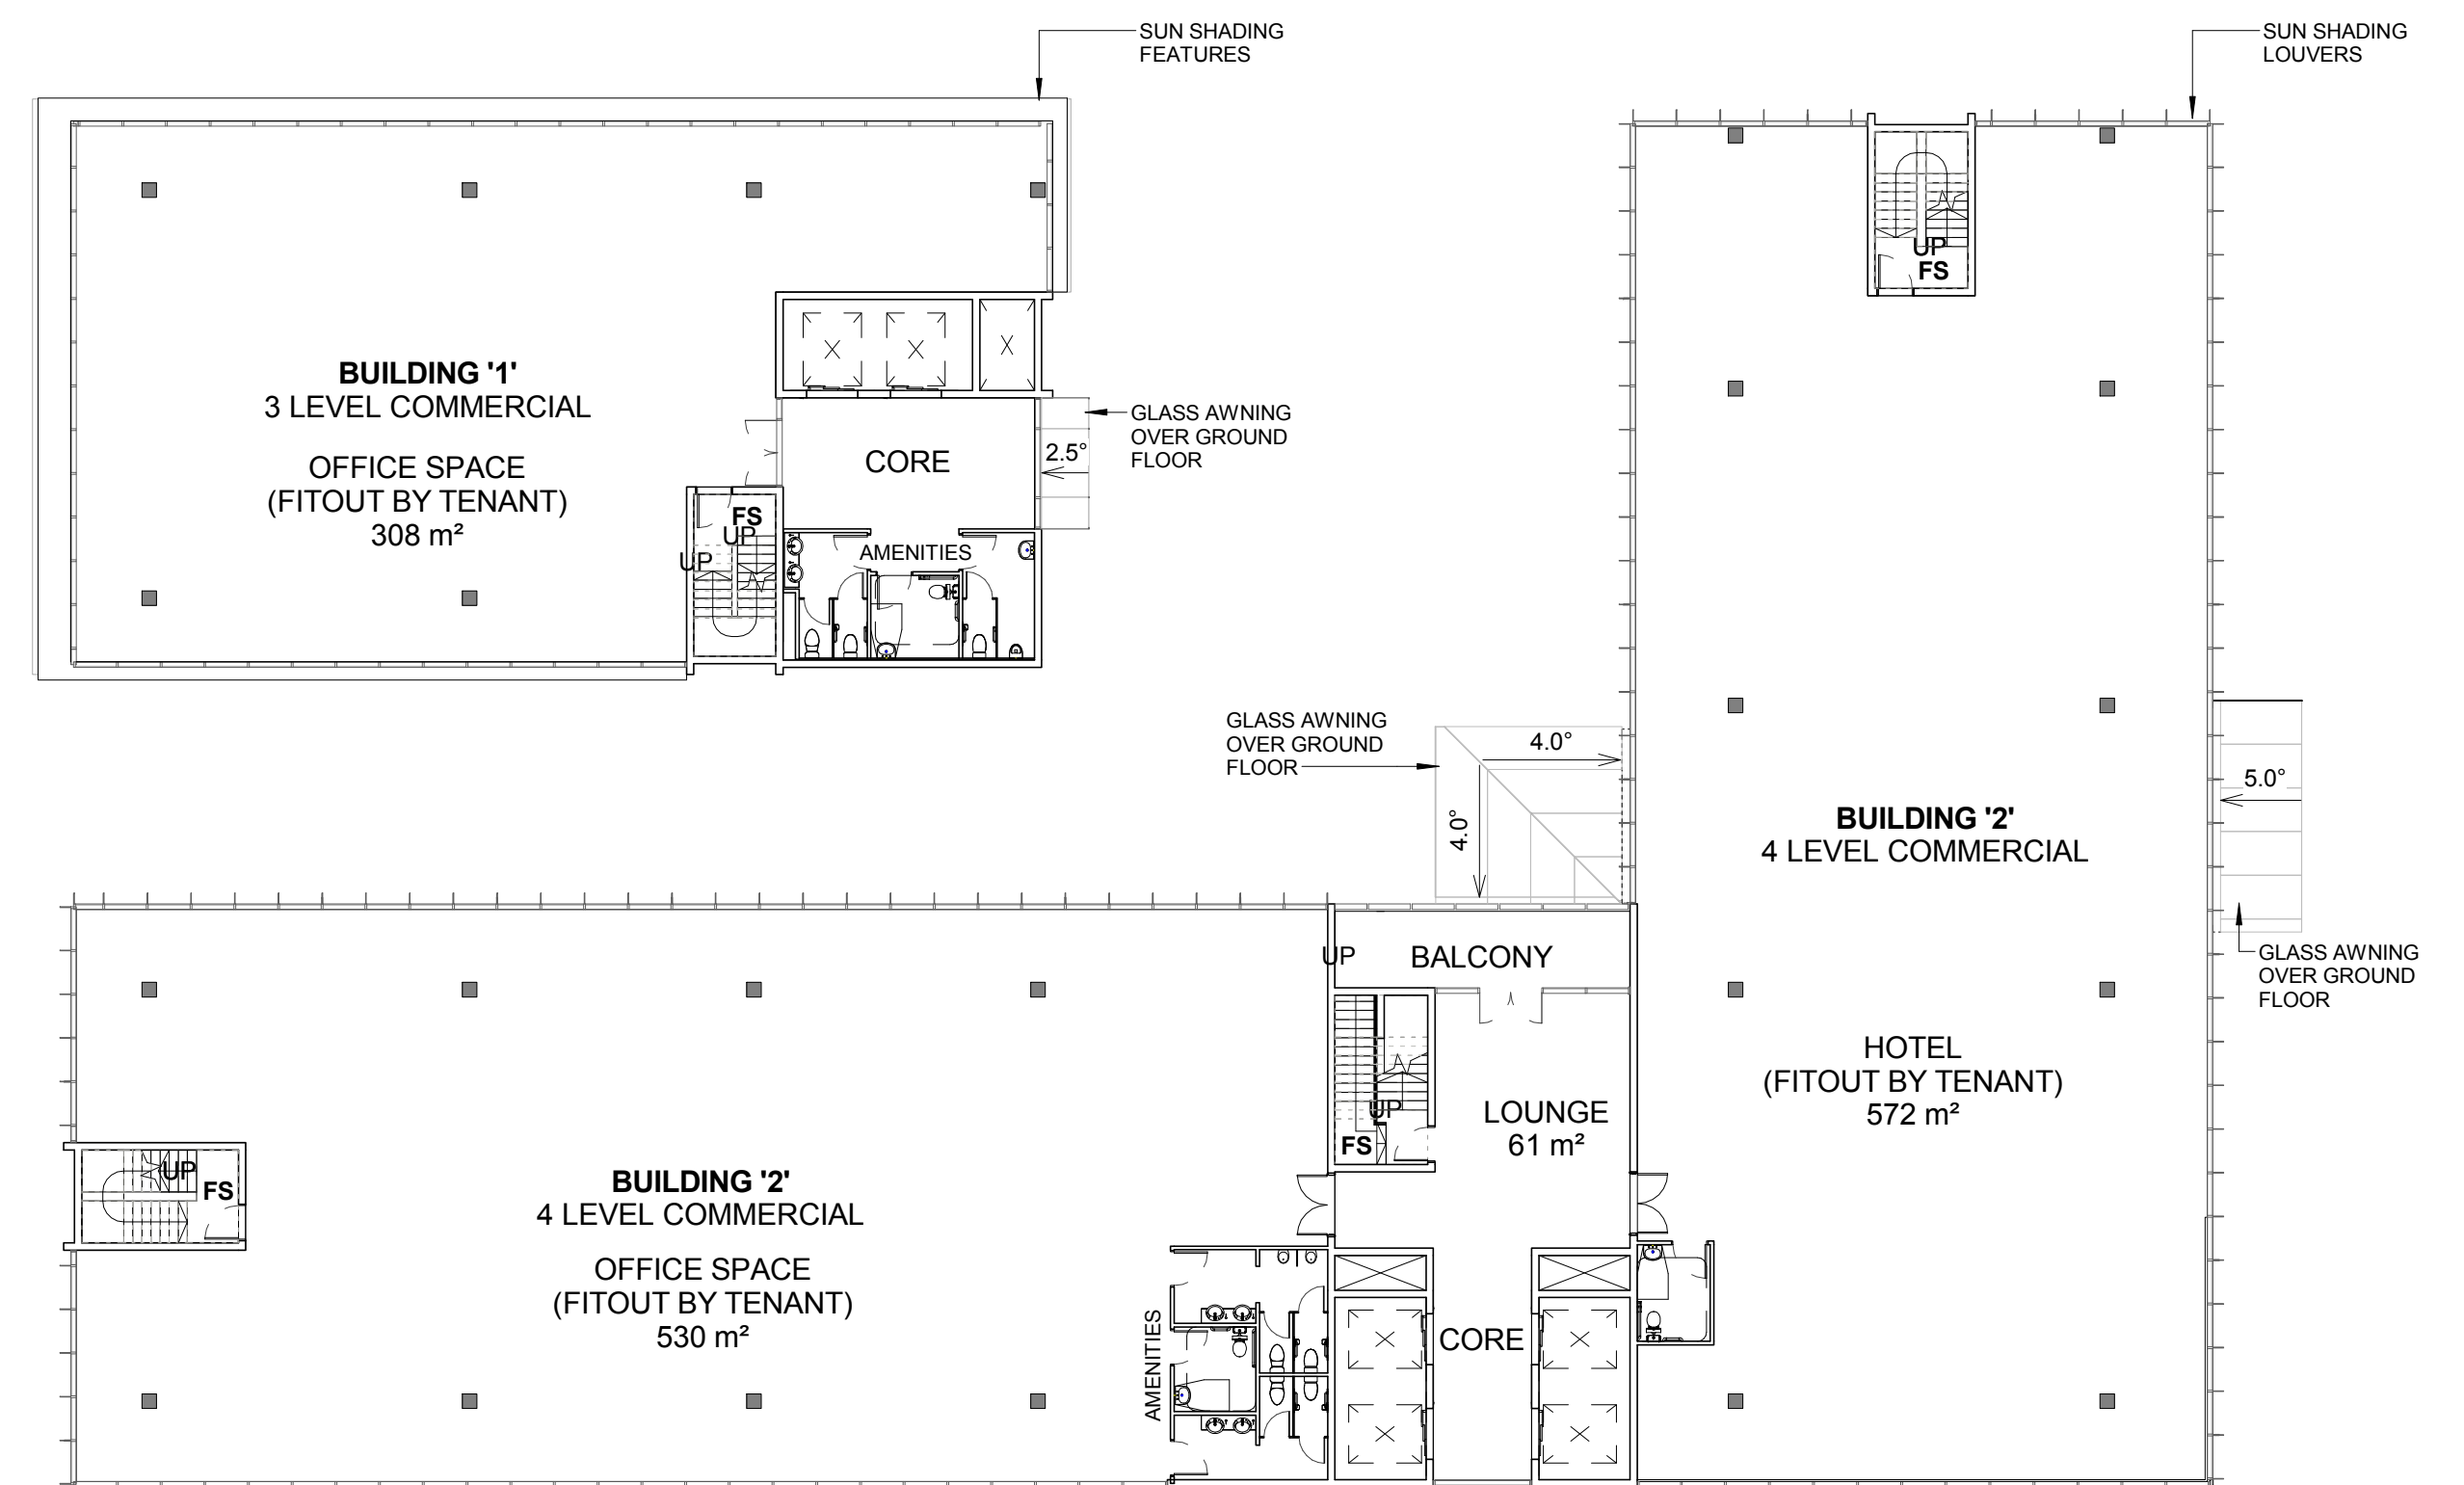 SUN SHADING
FEATURES
SUN SHADING
LOUVERS
BUILDING '1'
3 LEVEL COMMERCIAL
OFFICE SPACE
(FITOUT BY TENANT)
308 m²
CORE
GLASS AWNING
OVER GROUND
FLOOR
2.5°
FS
UP
UP
AMENITIES
UP
FS
GLASS AWNING
OVER GROUND
FLOOR
4.0°
4.0°
BUILDING '2'
4 LEVEL COMMERCIAL
5.0°
GLASS AWNING
OVER GROUND
FLOOR
HOTEL
(FITOUT BY TENANT)
572 m²
UP
BALCONY
UP
FS
LOUNGE
61 m²
UP
FS
BUILDING '2'
4 LEVEL COMMERCIAL
OFFICE SPACE
(FITOUT BY TENANT)
530 m²
AMENITIES
CORE